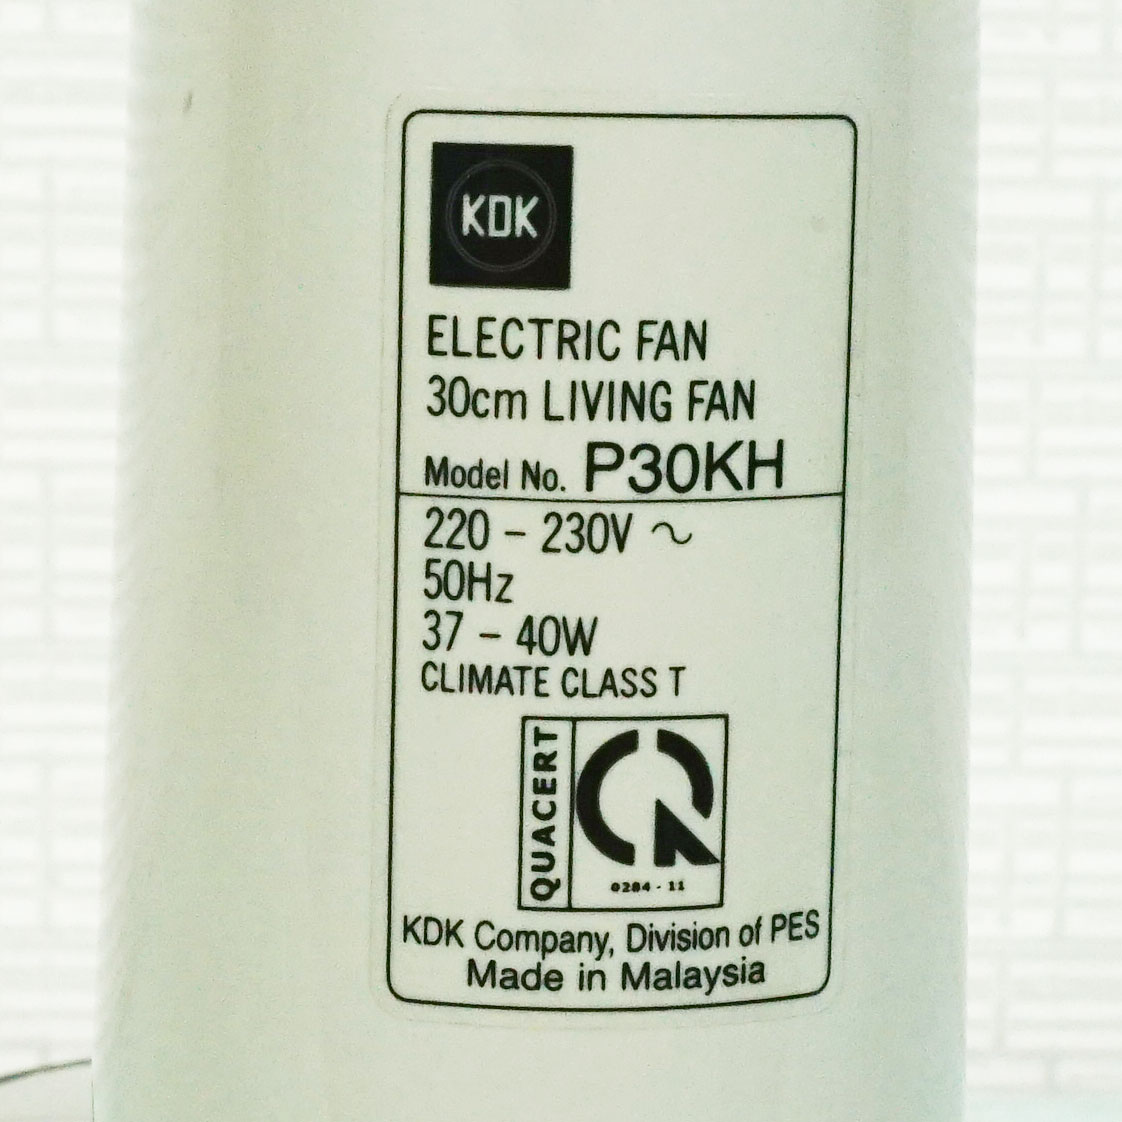 KDK
ELECTRIC FAN
30cm LIVING FAN
Model No. P30KH
220 – 230V ~
50Hz
37 – 40W
CLIMATE CLASS T
QUACERT
0284 - 11
KDK Company, Division of PES
Made in Malaysia